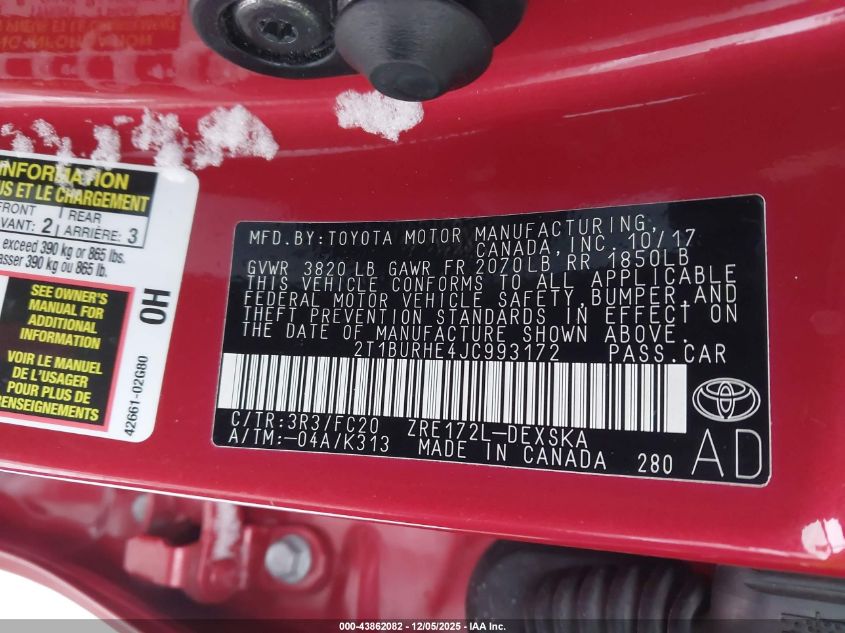 INFORMATION
US ET LE CHARGEMENT
FRONT
VANT: 2
REAR
ARRIÈRE: 3
exceed 390 kg or 865 lbs.
asser 390 kg ou 865 lb.
SEE OWNER'S
MANUAL FOR
ADDITIONAL
INFORMATION
VOIR LE MANUEL
DE L'USAGER
POUR PLUS DE
RENSEIGNEMENTS
OH
42661-02G80
MFD.BY:TOYOTA MOTOR MANUFACTURING,
CANADA, INC. 10/17
GVWR 3820 LB GAWR FR 2070LB, RR 1850LB
THIS VEHICLE CONFORMS TO ALL APPLICABLE
FEDERAL MOTOR VEHICLE SAFETY, BUMPER, AND
THEFT PREVENTION STANDARDS IN EFFECT ON
THE DATE OF MANUFACTURE SHOWN ABOVE.
2T1BURHE4JC993172 PASS.CAR
C/TR:3R3/FC20 ZRE172L-DEXSKA
A/TM:-04A/K313 MADE IN CANADA 280
AD
000-43862082 - 12/05/2025 - IAA Inc.